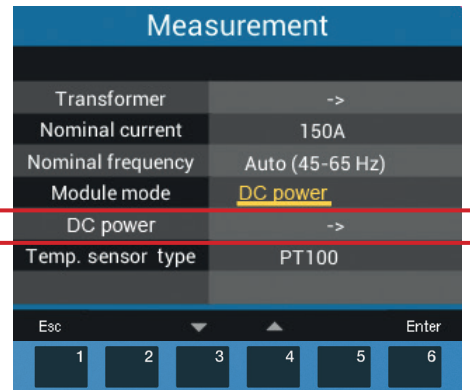 Measurement
Transformer ->
Nominal current 150A
Nominal frequency Auto (45-65 Hz)
Module mode DC power
DC power ->
Temp. sensor type PT100
Esc Enter
1 2 3 4 5 6